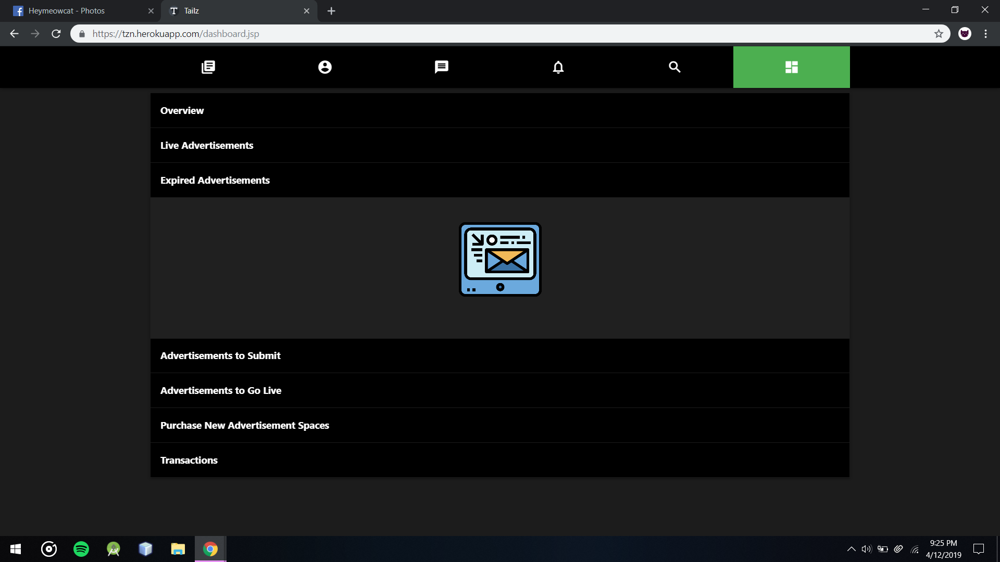 Heymeowcat - Photos
Tailz
https://tzn.herokuapp.com/dashboard.jsp
Overview
Live Advertisements
Expired Advertisements
Advertisements to Submit
Advertisements to Go Live
Purchase New Advertisement Spaces
Transactions
9:25 PM
4/12/2019